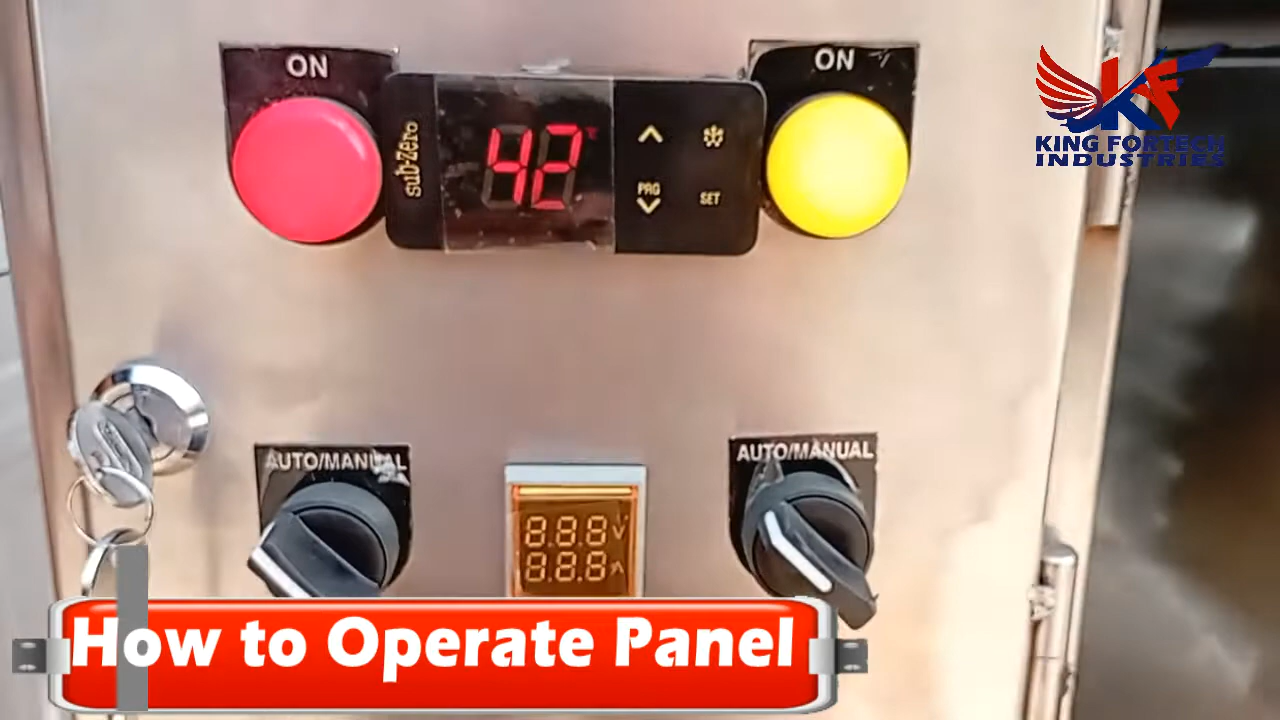 ON
ON
sub-zero
42
°C
PRG
SET
KING FORTECH
INDUSTRIES
AUTO/MANUAL
AUTO/MANUAL
8.8.8 V
8.8.8 A
How to Operate Panel